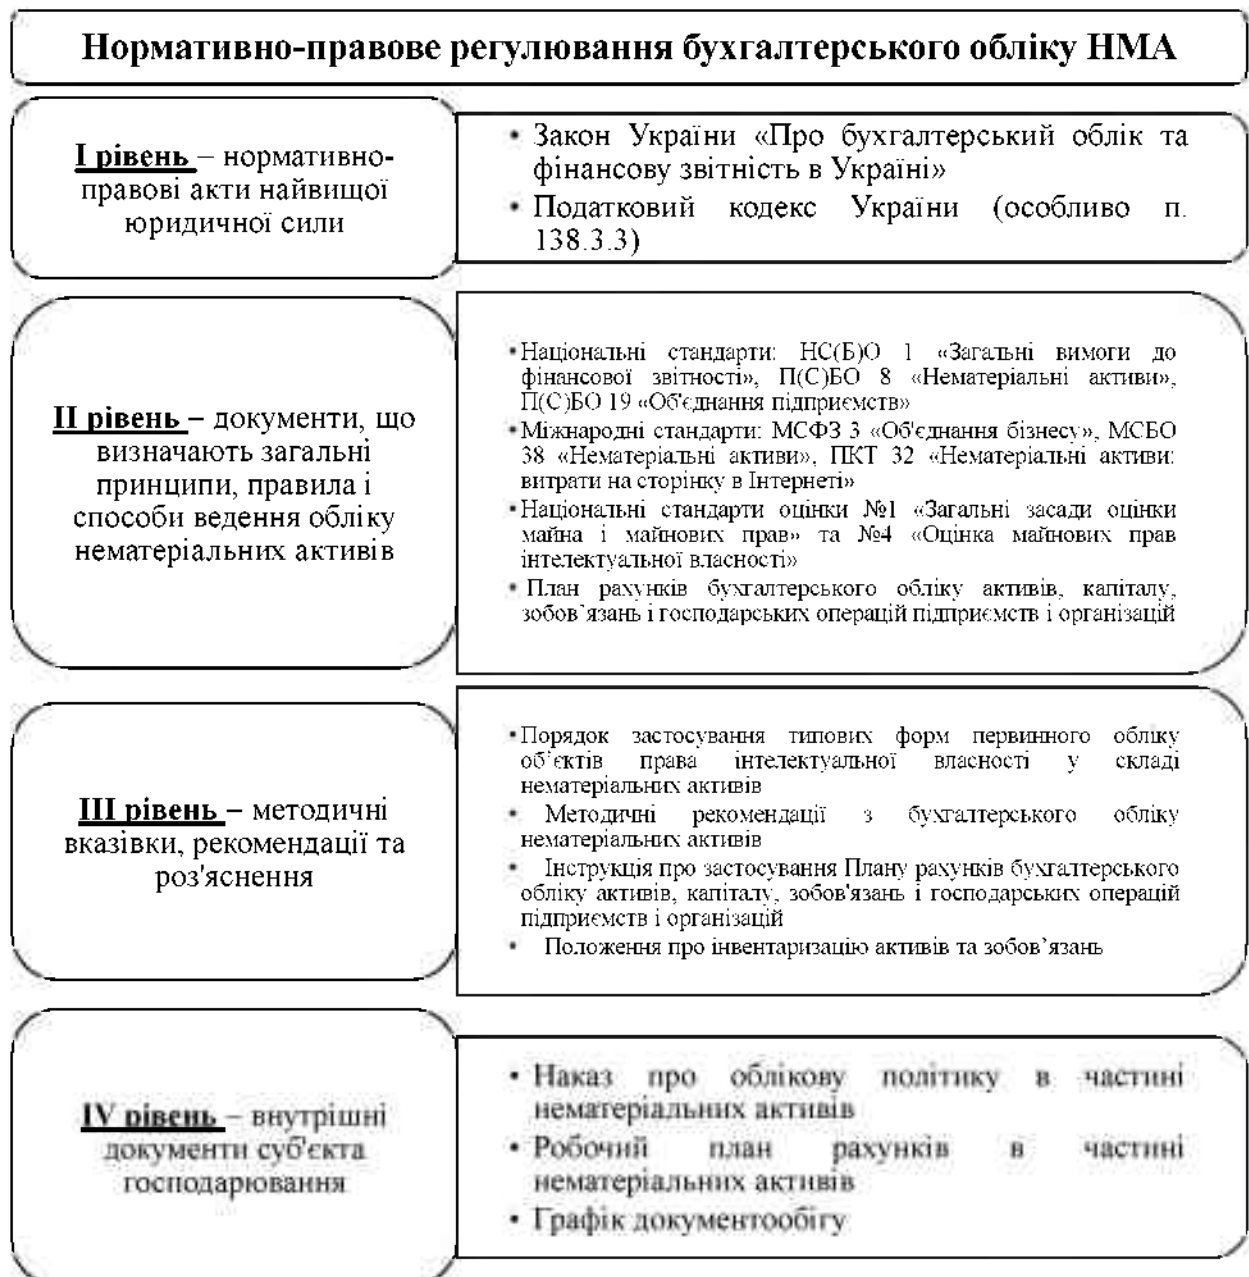 Нормативно-правове регулювання бухгалтерського обліку НМА
І рівень – нормативно-
правові акти найвищої
юридичної сили
• Закон України «Про бухгалтерський облік та
фінансову звітність в Україні»
• Податковий кодекс України (особливо п.
138.3.3)
ІІ рівень – документи, що
визначають загальні
принципи, правила і
способи ведення обліку
нематеріальних активів
•Національні стандарти: НС(Б)О 1 «Загальні вимоги до
фінансової звітності», П(С)БО 8 «Нематеріальні активи»,
П(С)БО 19 «Об'єднання підприємств»
•Міжнародні стандарти: МСФЗ 3 «Об'єднання бізнесу», МСБО
38 «Нематеріальні активи», ПКТ 32 «Нематеріальні активи:
витрати на сторінку в Інтернеті»
•Національні стандарти оцінки №1 «Загальні засади оцінки
майна і майнових прав» та №4 «Оцінка майнових прав
інтелектуальної власності»
• План рахунків бухгалтерського обліку активів, капіталу,
зобов’язань і господарських операцій підприємств і організацій
ІІІ рівень – методичні
вказівки, рекомендації та
роз'яснення
•Порядок застосування типових форм первинного обліку
об’єктів права інтелектуальної власності у складі
нематеріальних активів
• Методичні рекомендації з бухгалтерського обліку
нематеріальних активів
• Інструкція про застосування Плану рахунків бухгалтерського
обліку активів, капіталу, зобов'язань і господарських операцій
підприємств і організацій
• Положення про інвентаризацію активів та зобов’язань
IV рівень – внутрішні
документи суб'єкта
господарювання
• Наказ про облікову політику в частині
нематеріальних активів
• Робочий план рахунків в частині
нематеріальних активів
• Графік документообігу